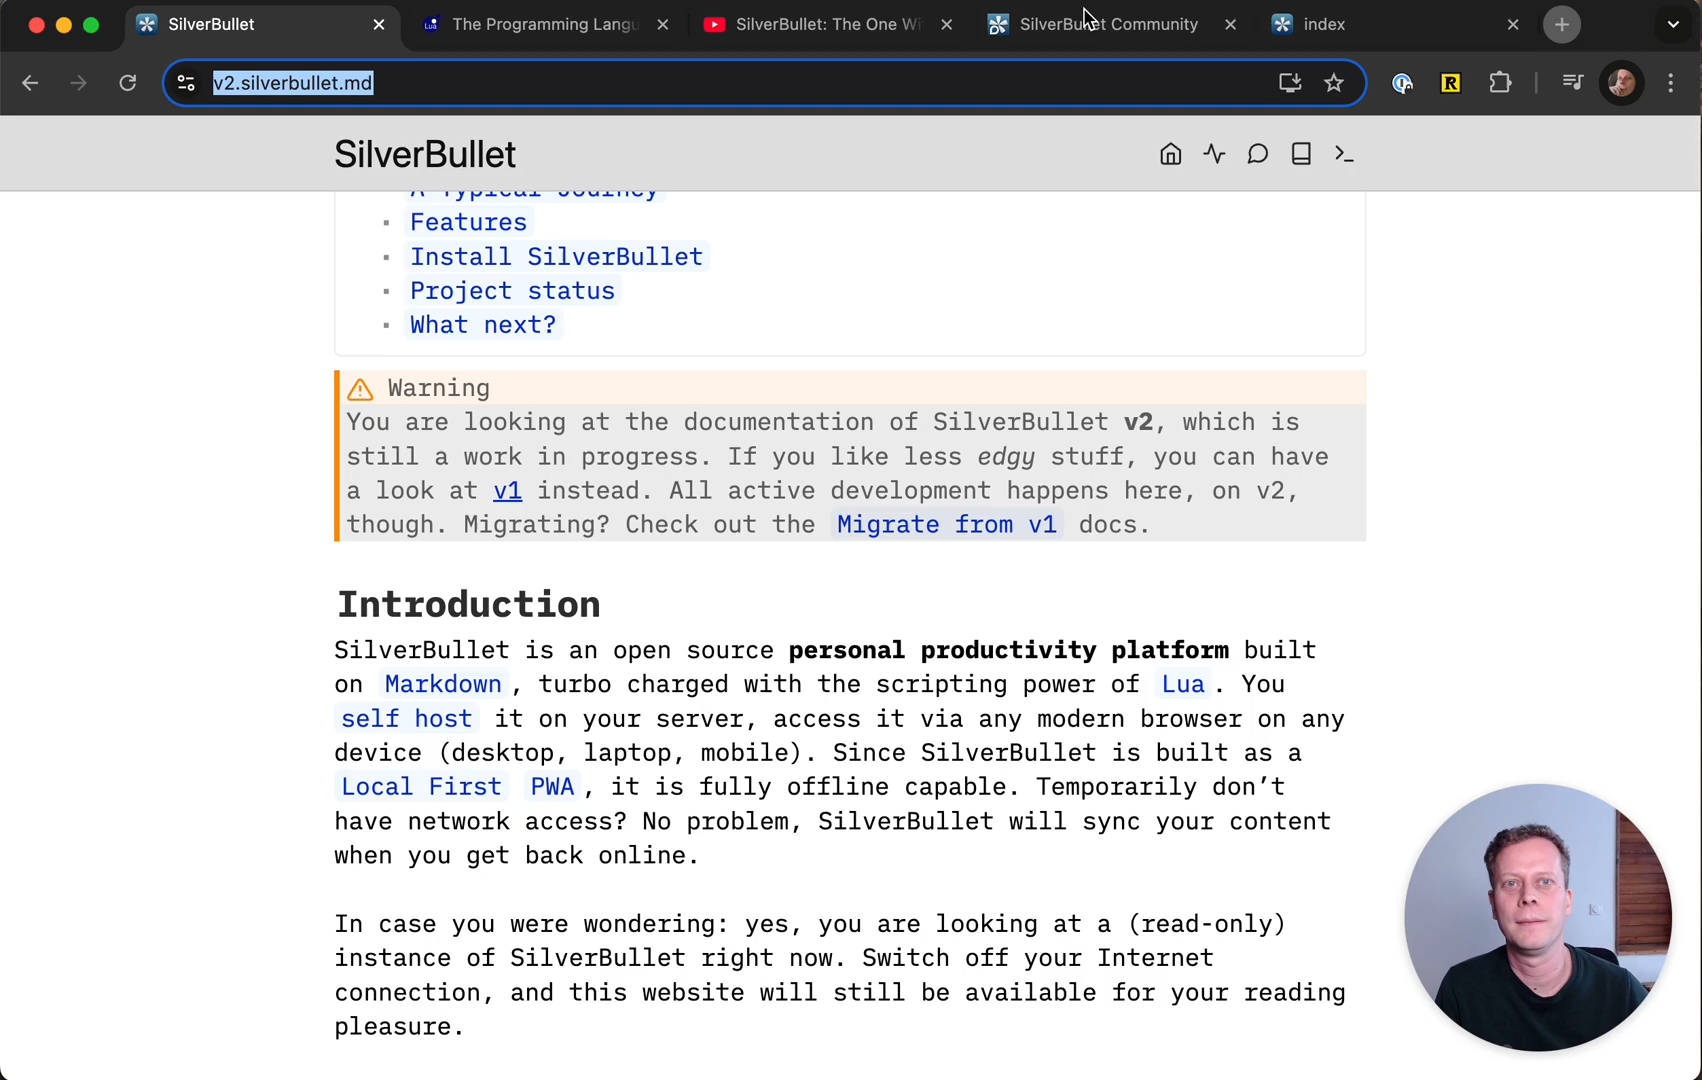 SilverBullet
The Programming Langu
SilverBullet: The One Wi
SilverBullet Community
index
v2.silverbullet.md
SilverBullet
A Typical Journey
Features
Install SilverBullet
Project status
What next?
Warning
You are looking at the documentation of SilverBullet v2, which is
still a work in progress. If you like less edgy stuff, you can have
a look at v1 instead. All active development happens here, on v2,
though. Migrating? Check out the Migrate from v1 docs.
Introduction
SilverBullet is an open source personal productivity platform built
on Markdown, turbo charged with the scripting power of Lua. You
self host it on your server, access it via any modern browser on any
device (desktop, laptop, mobile). Since SilverBullet is built as a
Local First PWA, it is fully offline capable. Temporarily don’t
have network access? No problem, SilverBullet will sync your content
when you get back online.
In case you were wondering: yes, you are looking at a (read-only)
instance of SilverBullet right now. Switch off your Internet
connection, and this website will still be available for your reading
pleasure.